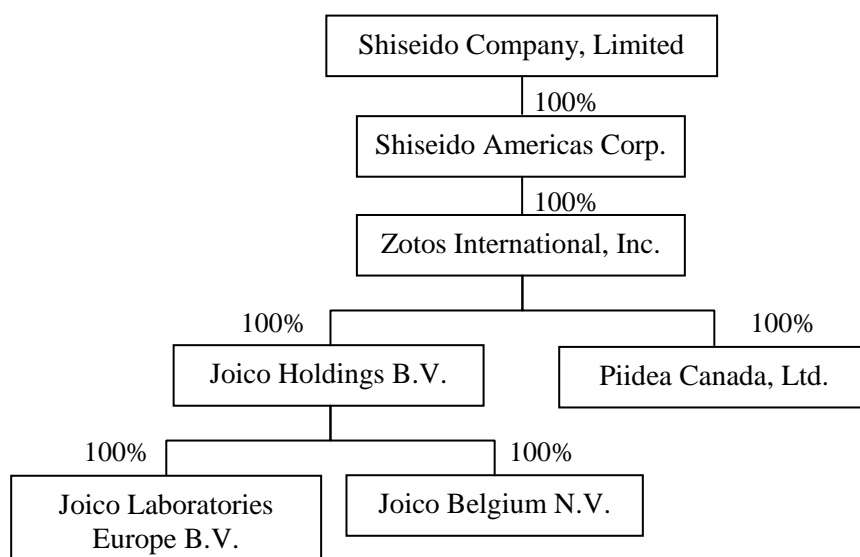 Shiseido Company, Limited
100%
Shiseido Americas Corp.
100%
Zotos International, Inc.
100%
100%
Joico Holdings B.V.
Piidea Canada, Ltd.
100%
100%
Joico Laboratories
Europe B.V.
Joico Belgium N.V.